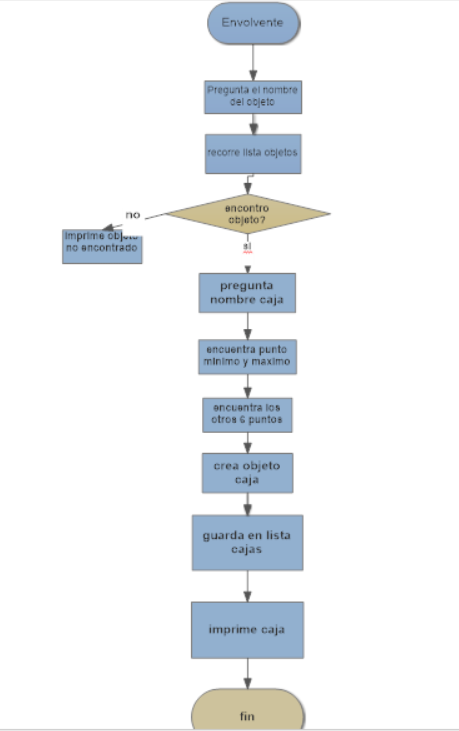 Envolvente
Pregunta el nombre
del objeto
recorre lista objetos
encontro
objeto?
no
imprime objeto
no encontrado
si
pregunta
nombre caja
encuentra punto
minimo y maximo
encuentra los
otros 6 puntos
crea objeto
caja
guarda en lista
cajas
imprime caja
fin